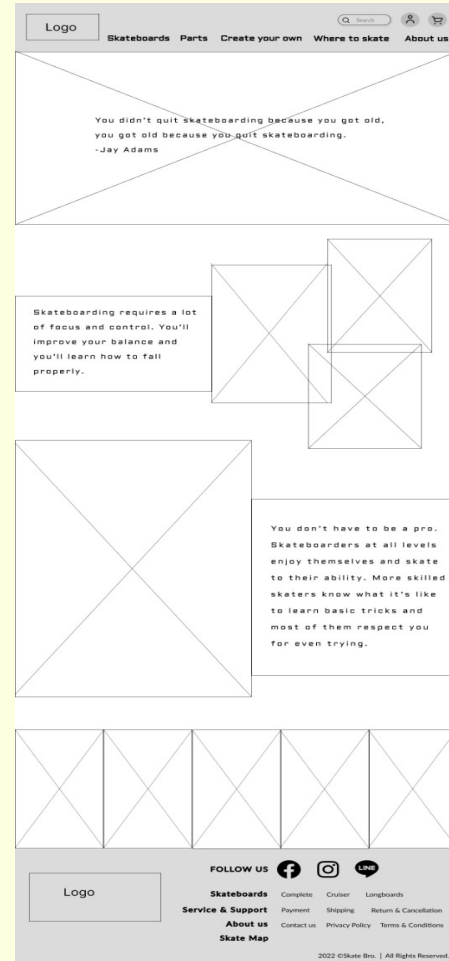 Logo
Search
Skateboards Parts Create your own Where to skate About us
You didn't quit skateboarding because you got old,
you got old because you quit skateboarding.
-Jay Adams
Skateboarding requires a lot
of focus and control. You'll
improve your balance and
you'll learn how to fall
properly.
You don't have to be a pro.
Skateboarders at all levels
enjoy themselves and skate
to their ability. More skilled
skaters know what it's like
to learn basic tricks and
most of them respect you
for even trying.
Logo
FOLLOW US LINE
Skateboards Complete Cruiser Longboards
Service & Support Payment Shipping Return & Cancellation
About us Contact us Privacy Policy Terms & Conditions
Skate Map
2022 ©Skate Bro. | All Rights Reserved.